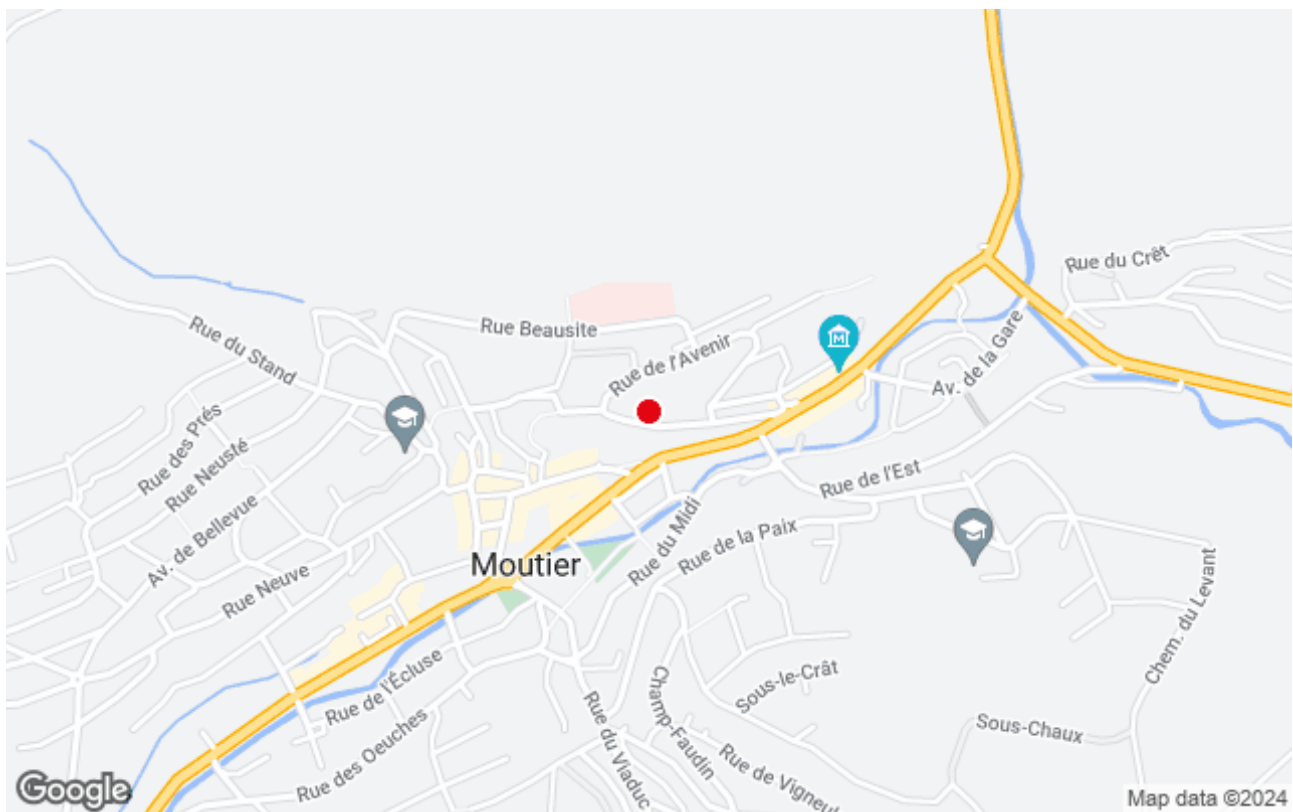 Rue du Crêt
Rue Beausite
Rue du Stand
Rue de l'Avenir
Av. de la Gare
Rue des Prés
Rue Neusté
Av. de Bellevue
Rue de l'Est
Rue du Midi
Rue de la Paix
Moutier
Rue Neuve
Chem. du Levant
Rue de l'Écluse
Champ-Faudin
Sous-le-Crât
Rue des Oeuches
Rue du Viaduc
Sous-Chaux
Rue de Vigneul
Google
Map data ©2024